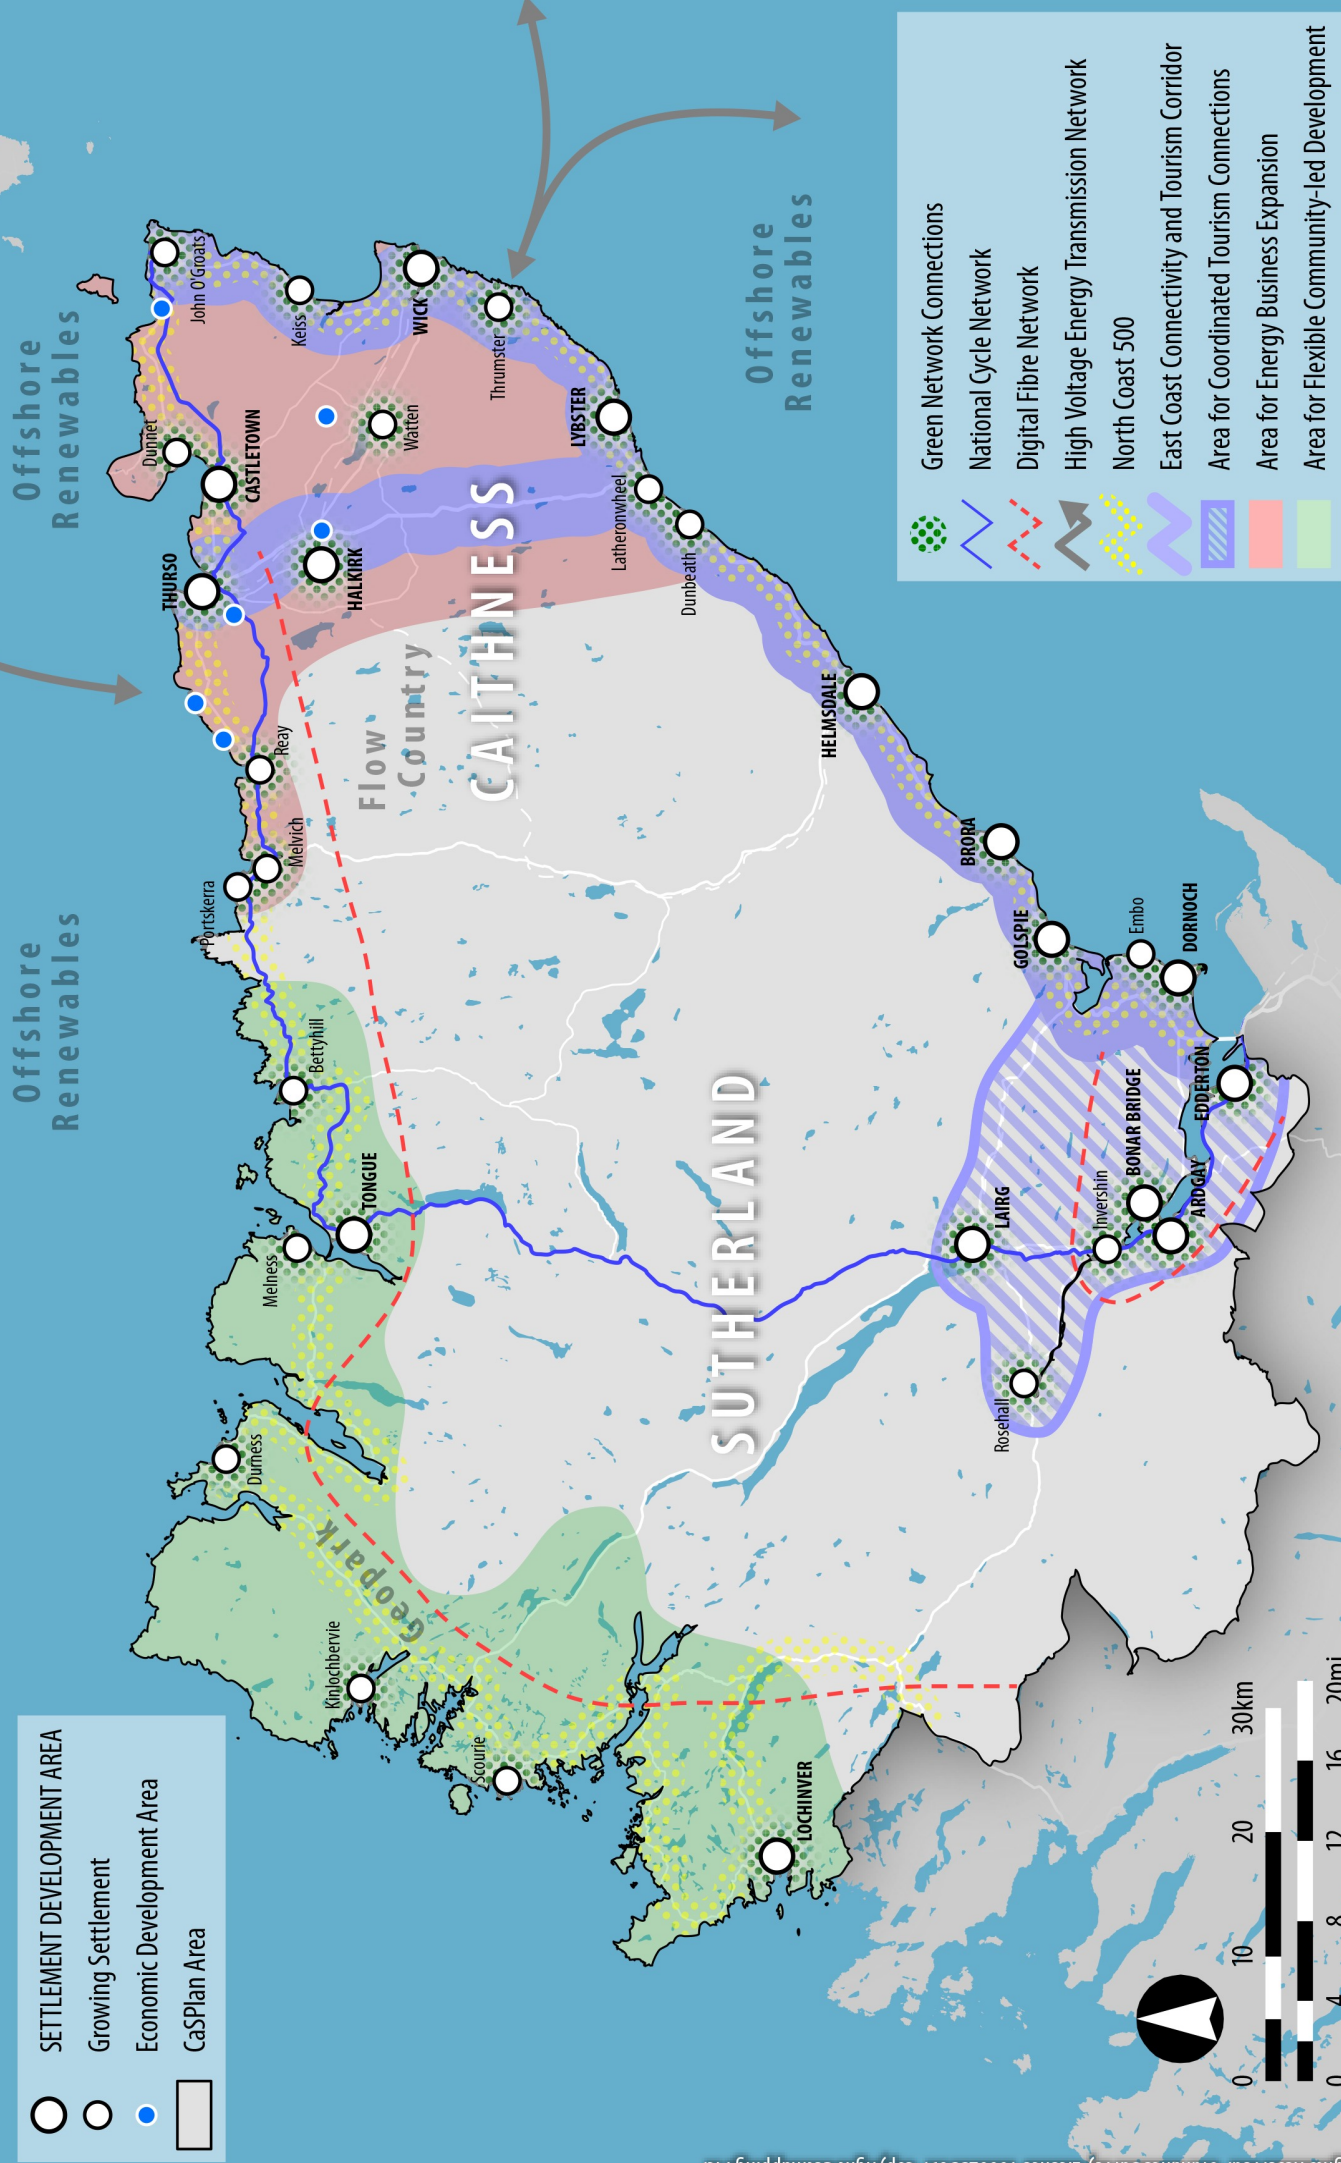 SETTLEMENT DEVELOPMENT AREA
Growing Settlement
Economic Development Area
CaSPlan Area
Offshore
Renewables
Offshore
Renewables
Offshore
Renewables
John O'Groats
Dunnet
CASTLETOWN
THURSO
Keiss
WICK
HALKIRK
Watten
Thrumster
LYBSTER
Latheronwheel
Dunbeath
Reay
Melvich
Portskerra
Bettyhill
TONGUE
Melness
Durness
Kinlochbervie
Scourie
LOCHINVER
Geopark
Flow
Country
CAITHNESS
SUTHERLAND
HELMSDALE
BRORA
GOLSPIE
Embo
DORNOCH
EDDERTON
BONAR BRIDGE
ARDGAY
Invershin
LAIRG
Rosehall
Green Network Connections
National Cycle Network
Digital Fibre Network
High Voltage Energy Transmission Network
North Coast 500
East Coast Connectivity and Tourism Corridor
Area for Coordinated Tourism Connections
Area for Energy Business Expansion
Area for Flexible Community-led Development
0 10 20 30km
0 4 8 12 16 20mi